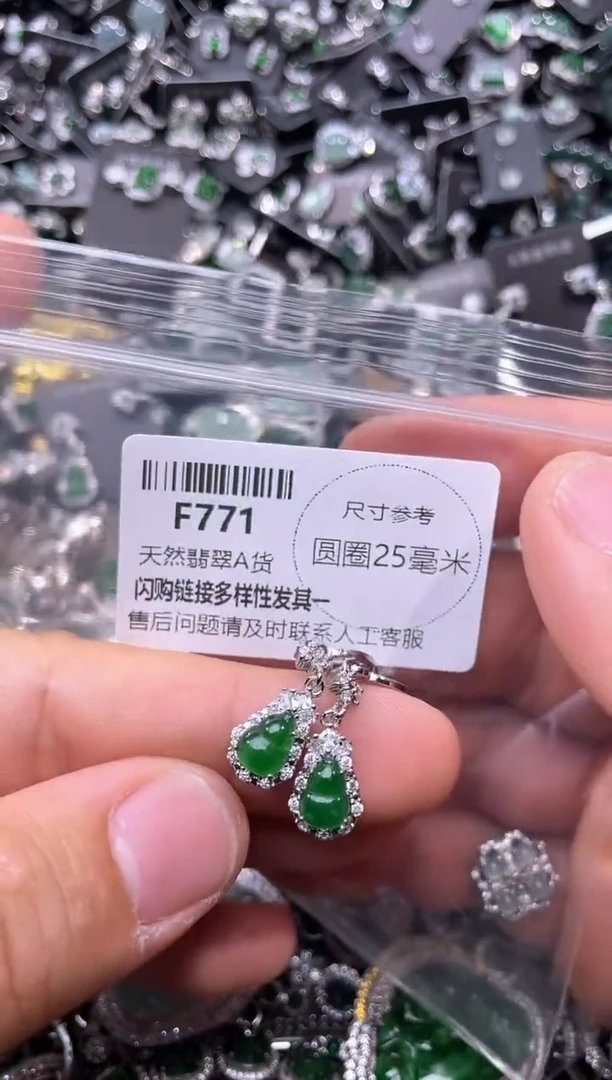 F771
尺寸参考
天然翡翠A货
圆圈25毫米
闪购链接多样性发其一
售后问题请及时联系人工客服